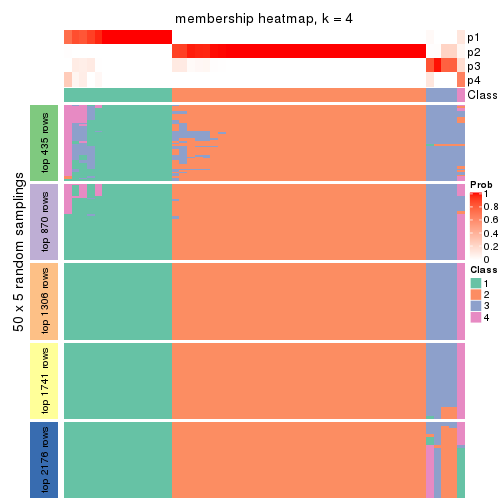 membership heatmap, k = 4
p1
p2
p3
p4
Class
50 x 5 random samplings
top 435 rows
top 870 rows
top 1306 rows
top 1741 rows
top 2176 rows
Prob
1
0.8
0.6
0.4
0.2
0
Class
1
2
3
4